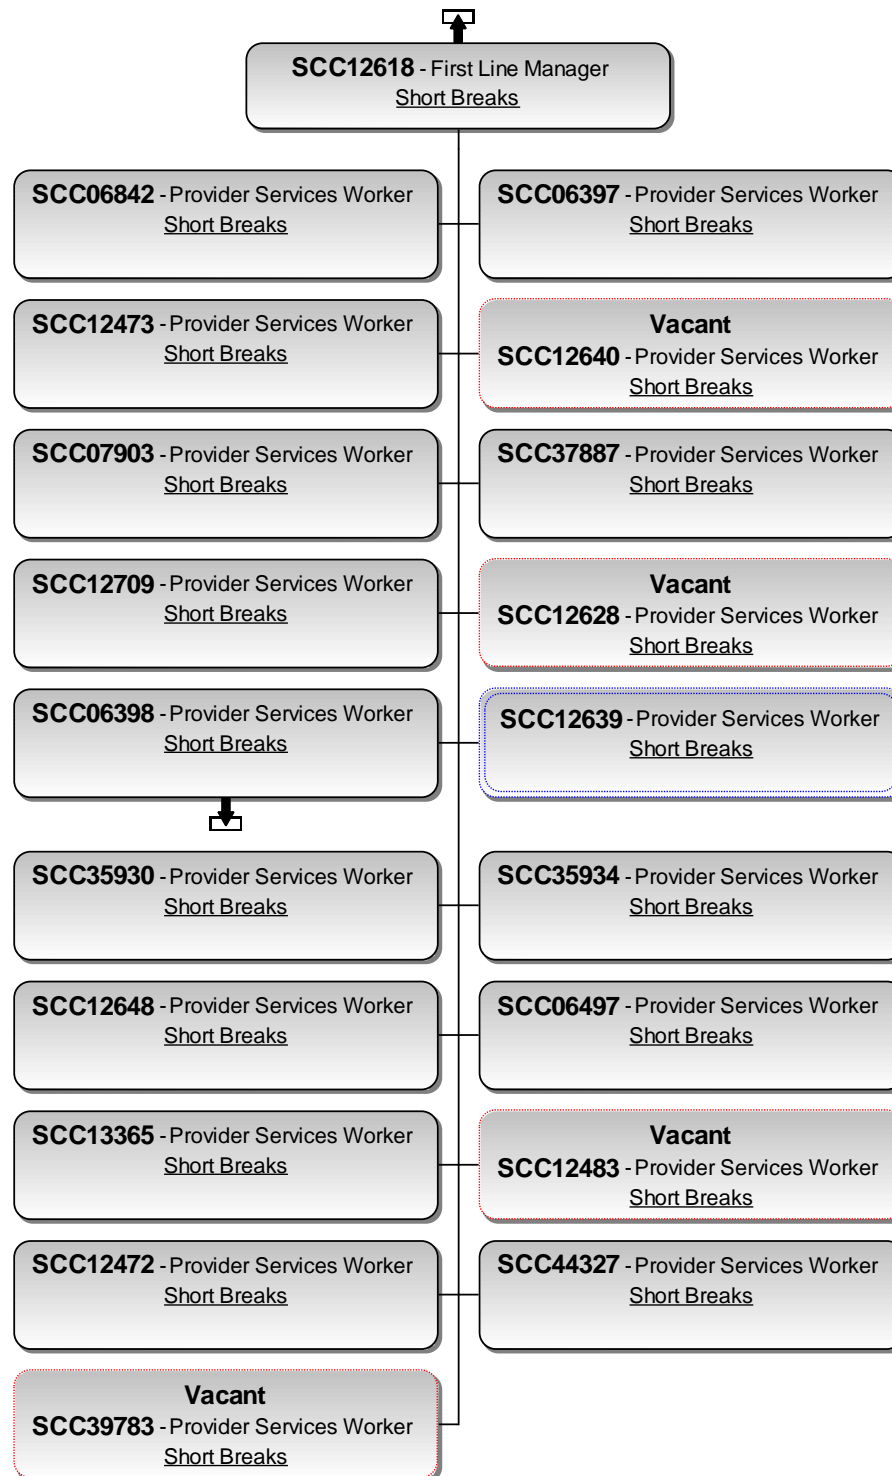 SCC12618 - First Line Manager
Short Breaks
SCC06842 - Provider Services Worker
Short Breaks
SCC06397 - Provider Services Worker
Short Breaks
SCC12473 - Provider Services Worker
Short Breaks
Vacant
SCC12640 - Provider Services Worker
Short Breaks
SCC07903 - Provider Services Worker
Short Breaks
SCC37887 - Provider Services Worker
Short Breaks
SCC12709 - Provider Services Worker
Short Breaks
Vacant
SCC12628 - Provider Services Worker
Short Breaks
SCC06398 - Provider Services Worker
Short Breaks
SCC12639 - Provider Services Worker
Short Breaks
SCC35930 - Provider Services Worker
Short Breaks
SCC35934 - Provider Services Worker
Short Breaks
SCC12648 - Provider Services Worker
Short Breaks
SCC06497 - Provider Services Worker
Short Breaks
SCC13365 - Provider Services Worker
Short Breaks
Vacant
SCC12483 - Provider Services Worker
Short Breaks
SCC12472 - Provider Services Worker
Short Breaks
SCC44327 - Provider Services Worker
Short Breaks
Vacant
SCC39783 - Provider Services Worker
Short Breaks